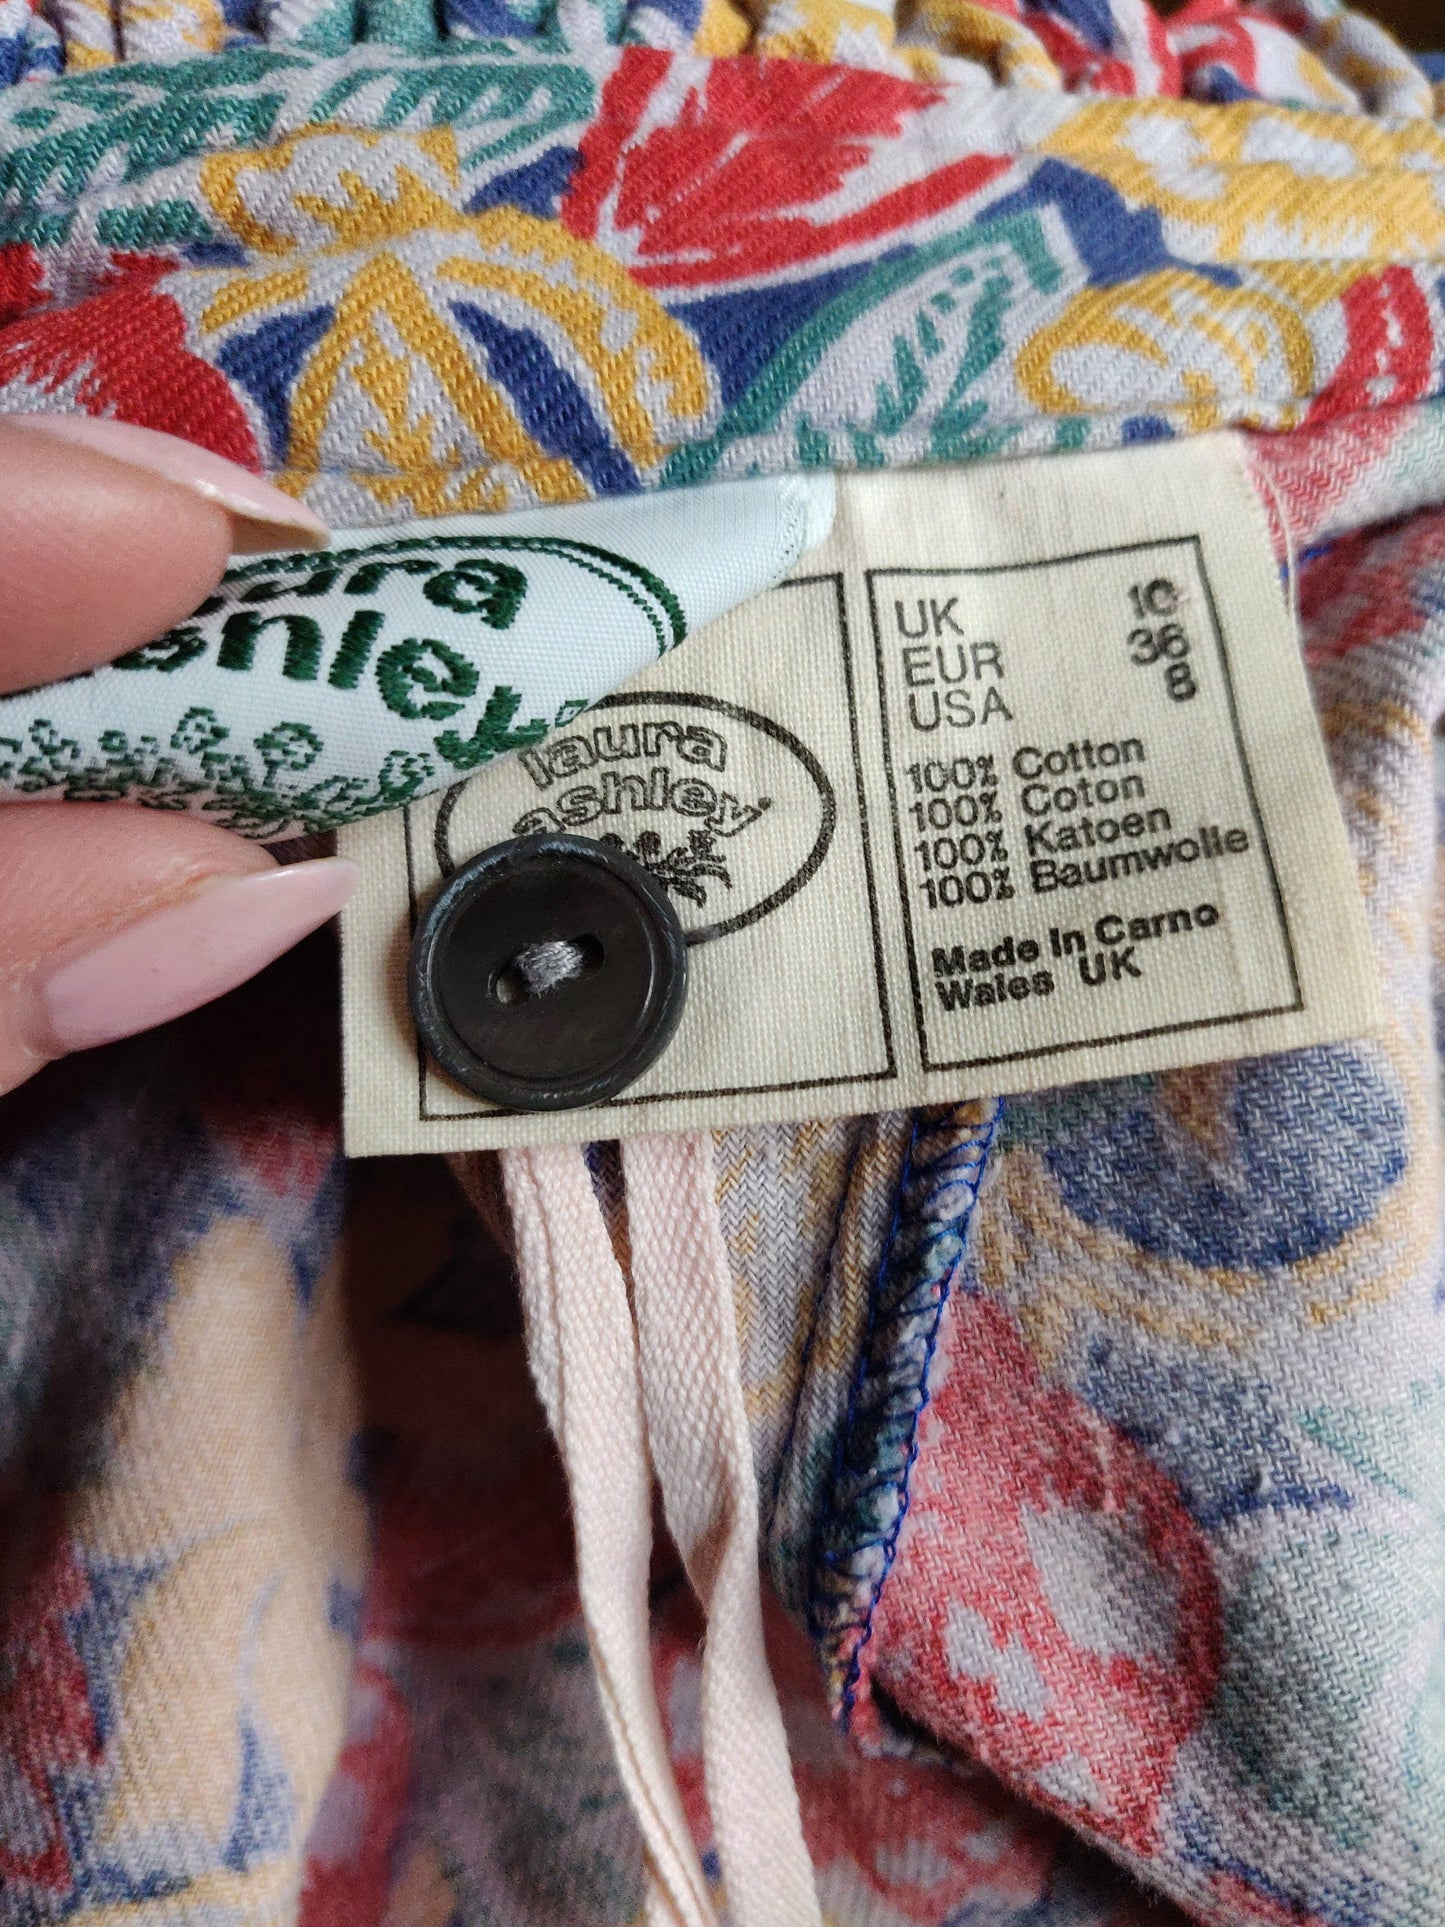 laura
ashley
laura
ashley
UK 10
EUR 36
USA 8
100% Cotton
100% Coton
100% Katoen
100% Baumwolle
Made In Carno
Wales UK